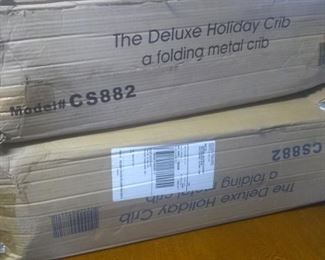 The Deluxe Holiday Crib
a folding metal crib
Model# CS882
CS882
a folding metal crib
The Deluxe Holiday Crib